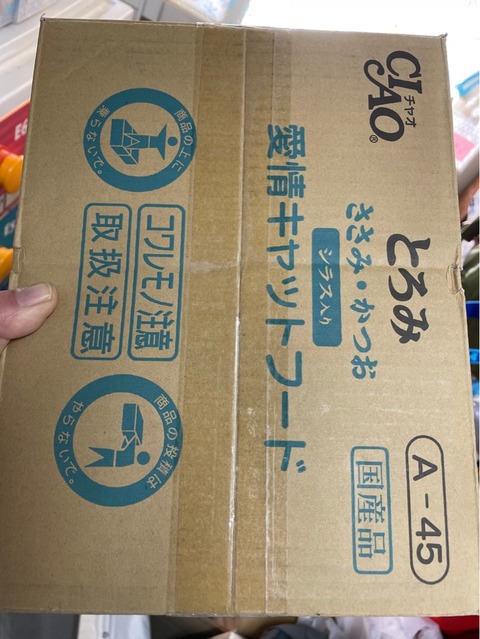 CIAO®
チャオ
とろみ
ささみ・かつお
シラス入り
愛情キャットフード
A-45
国産品
商品の上に
乗らないで。
コワレモノ注意
取扱注意
商品の投積は
やらないで。
E6